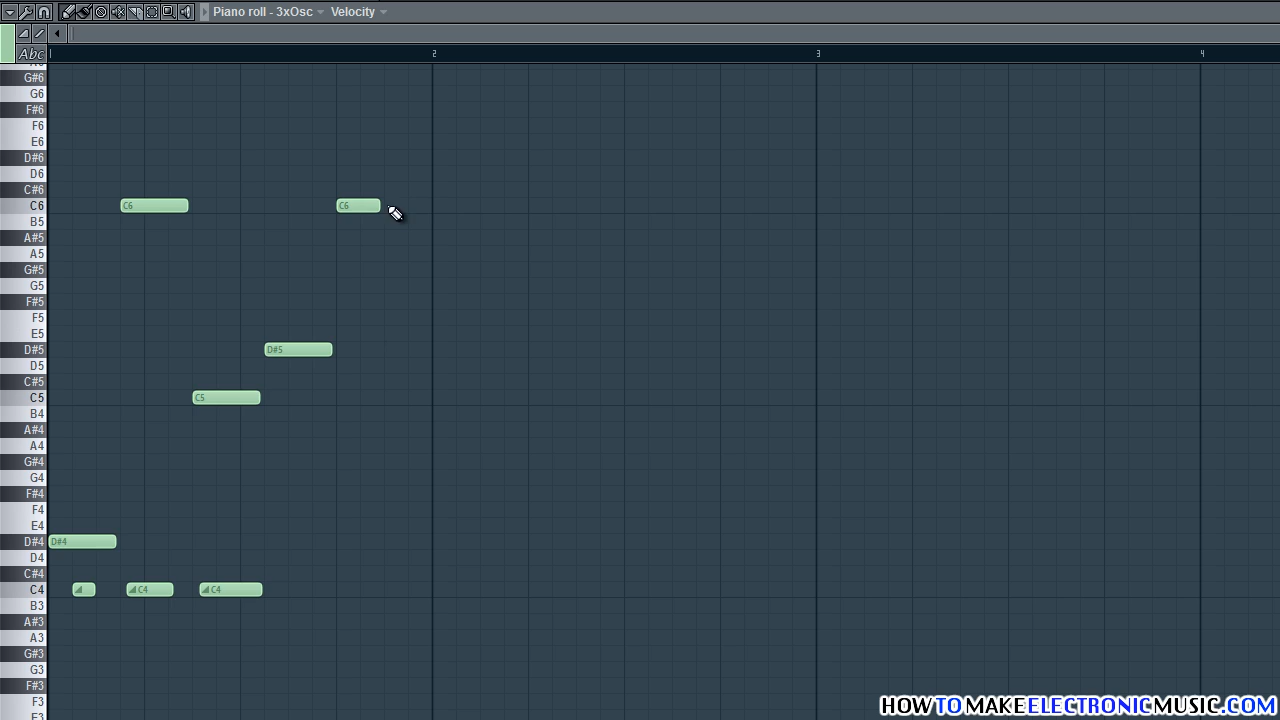 Piano roll - 3xOsc Velocity
Abc 2 3 4
G#6
G6
F#6
F6
E6
D#6
D6
C#6
C6 C6 C6
B5
A#5
A5
G#5
G5
F#5
F5
E5
D#5 D#5
D5
C#5
C5 C5
B4
A#4
A4
G#4
G4
F#4
F4
E4
D#4 D#4
D4
C#4
C4 C4 C4
B3
A#3
A3
G#3
G3
F#3
F3
E3
HOWTOMAKEELECTRONICMUSIC.COM